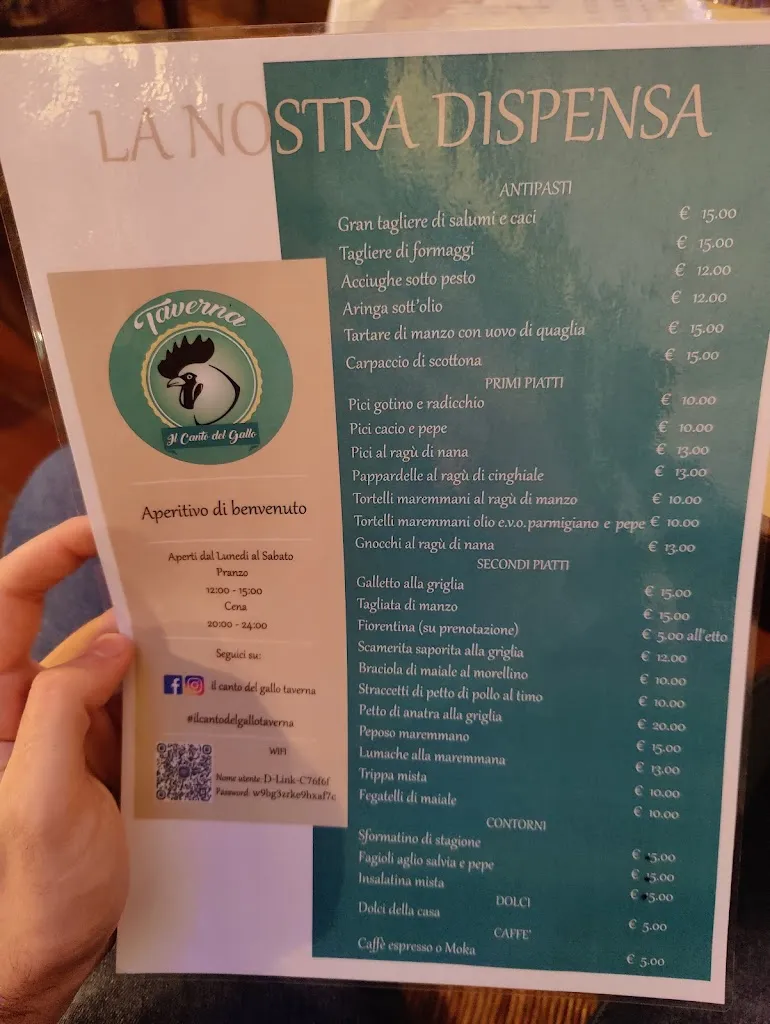 LA NOSTRA DISPENSA
ANTIPASTI
Gran tagliere di salumi e caci € 15.00
Tagliere di formaggi € 15.00
Acciughe sotto pesto € 12.00
Aringa sott'olio € 12.00
Tartare di manzo con uovo di quaglia € 15.00
Carpaccio di scottona € 15.00
PRIMI PIATTI
Pici gotino e radicchio € 10.00
Pici cacio e pepe € 10.00
Pici al ragù di nana € 13.00
Pappardelle al ragù di cinghiale € 13.00
Tortelli maremmani al ragù di manzo € 10.00
Tortelli maremmani olio e.v.o. parmigiano e pepe € 10.00
Gnocchi al ragù di nana € 13.00
SECONDI PIATTI
Galletto alla griglia € 15.00
Tagliata di manzo € 15.00
Fiorentina (su prenotazione) € 5.00 all'etto
Scamerita saporita alla griglia € 12.00
Braciola di maiale al morellino € 10.00
Straccetti di petto di pollo al timo € 10.00
Petto di anatra alla griglia € 20.00
Peposo maremmano € 15.00
Lumache alla maremmana € 13.00
Trippa mista € 10.00
Fegatelli di maiale € 10.00
CONTORNI
Sformatino di stagione € 5.00
Fagioli aglio salvia e pepe € 5.00
Insalatina mista € 5.00
DOLCI
Dolci della casa € 5.00
CAFFE'
Caffè espresso o Moka € 5.00
Taverna
Il Canto del Gallo
Aperitivo di benvenuto
Aperti dal Lunedì al Sabato
Pranzo
12:00 - 15:00
Cena
20:00 - 24:00
Seguici su:
il canto del gallo taverna
#ilcantodelgallotaverna
WIFI
Nome utente: D-Link-C76f6f
Password: w9bg3zrke9hxaf7c